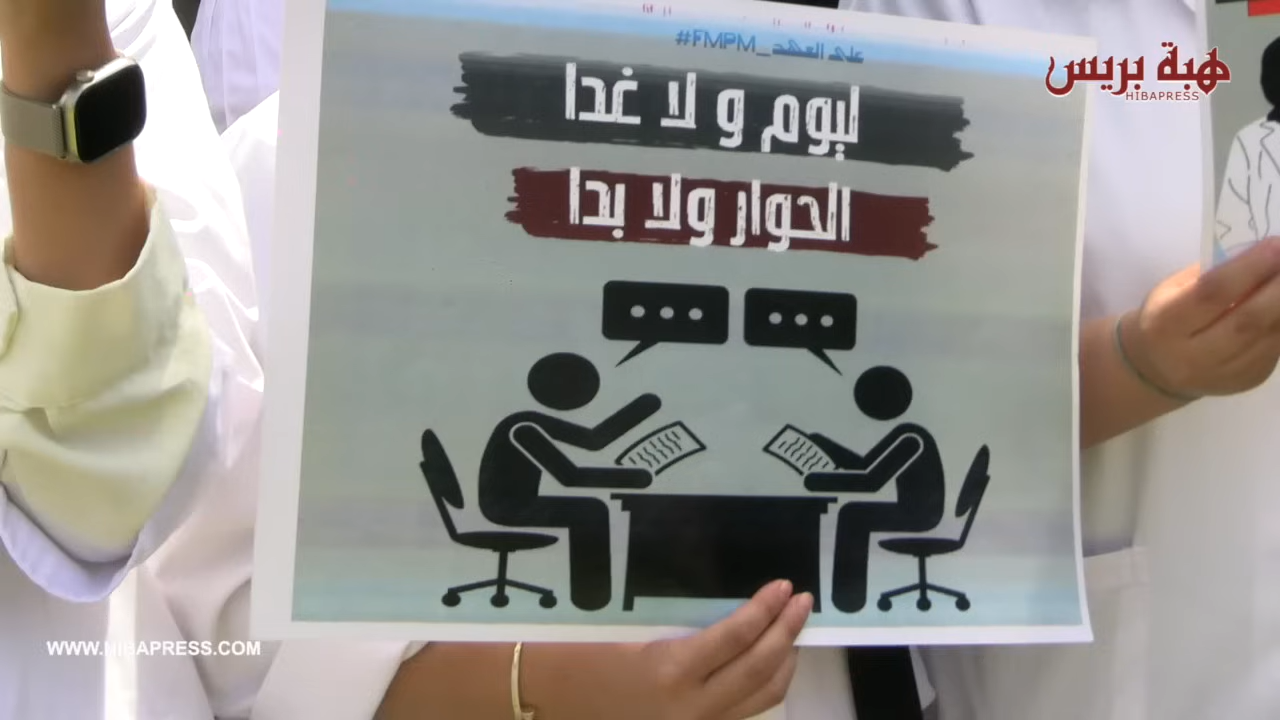 #FMPM_على العهد
ليوم و لا غدا
الحوار ولا بدا
هبة بريس
HIBAPRESS
WWW.HIBAPRESS.COM